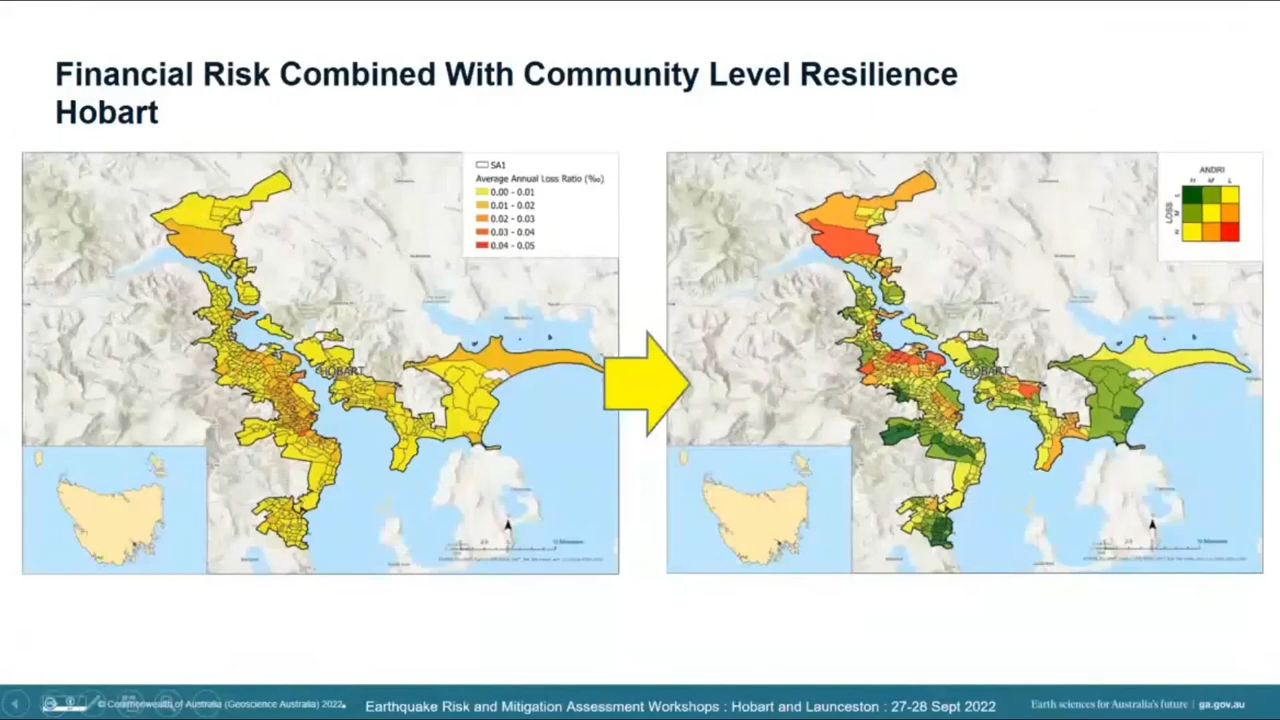 Financial Risk Combined With Community Level Resilience
Hobart
SA1
Average Annual Loss Ratio (‰)
0.00 - 0.01
0.01 - 0.02
0.02 - 0.03
0.03 - 0.04
0.04 - 0.05
HOBART
ANDRI
H M L
LOSS
L
M
H
HOBART
© Commonwealth of Australia (Geoscience Australia) 2022.
Earthquake Risk and Mitigation Assessment Workshops : Hobart and Launceston : 27-28 Sept 2022
Earth sciences for Australia's future | ga.gov.au